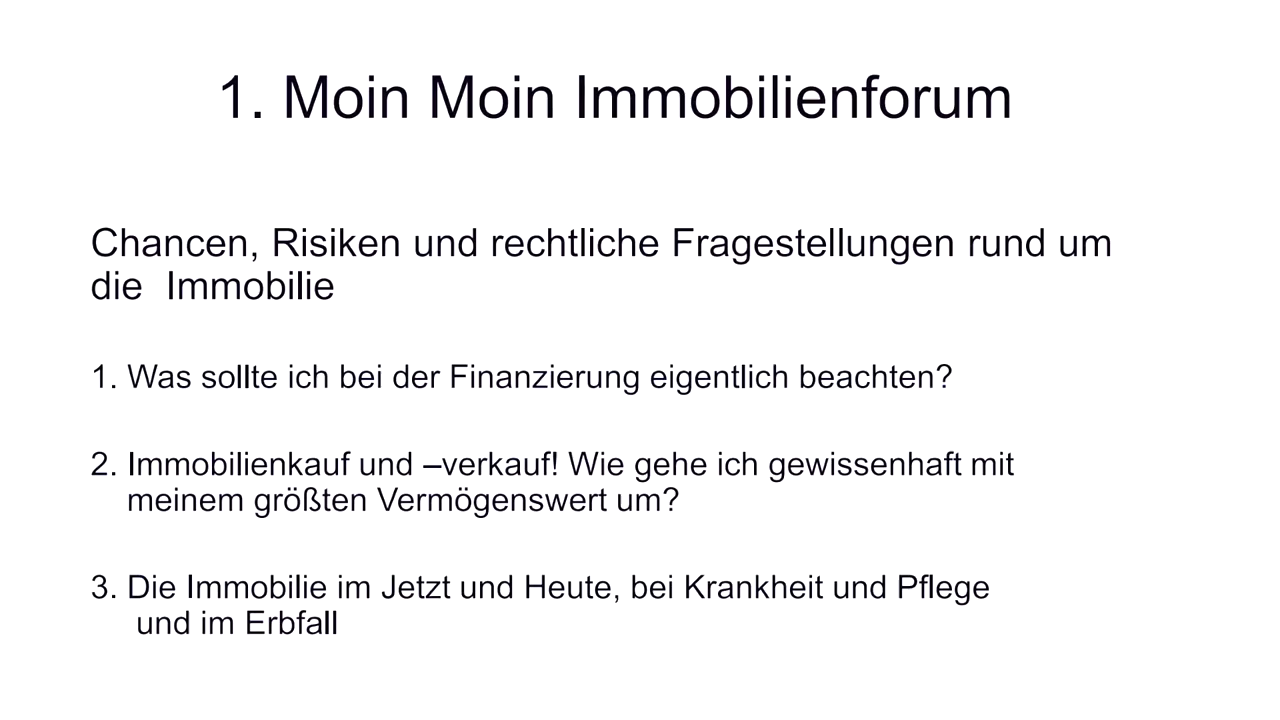 1. Moin Moin Immobilienforum
Chancen, Risiken und rechtliche Fragestellungen rund um
die  Immobilie
1. Was sollte ich bei der Finanzierung eigentlich beachten?
2. Immobilienkauf und –verkauf! Wie gehe ich gewissenhaft mit
meinem größten Vermögenswert um?
3. Die Immobilie im Jetzt und Heute, bei Krankheit und Pflege
und im Erbfall